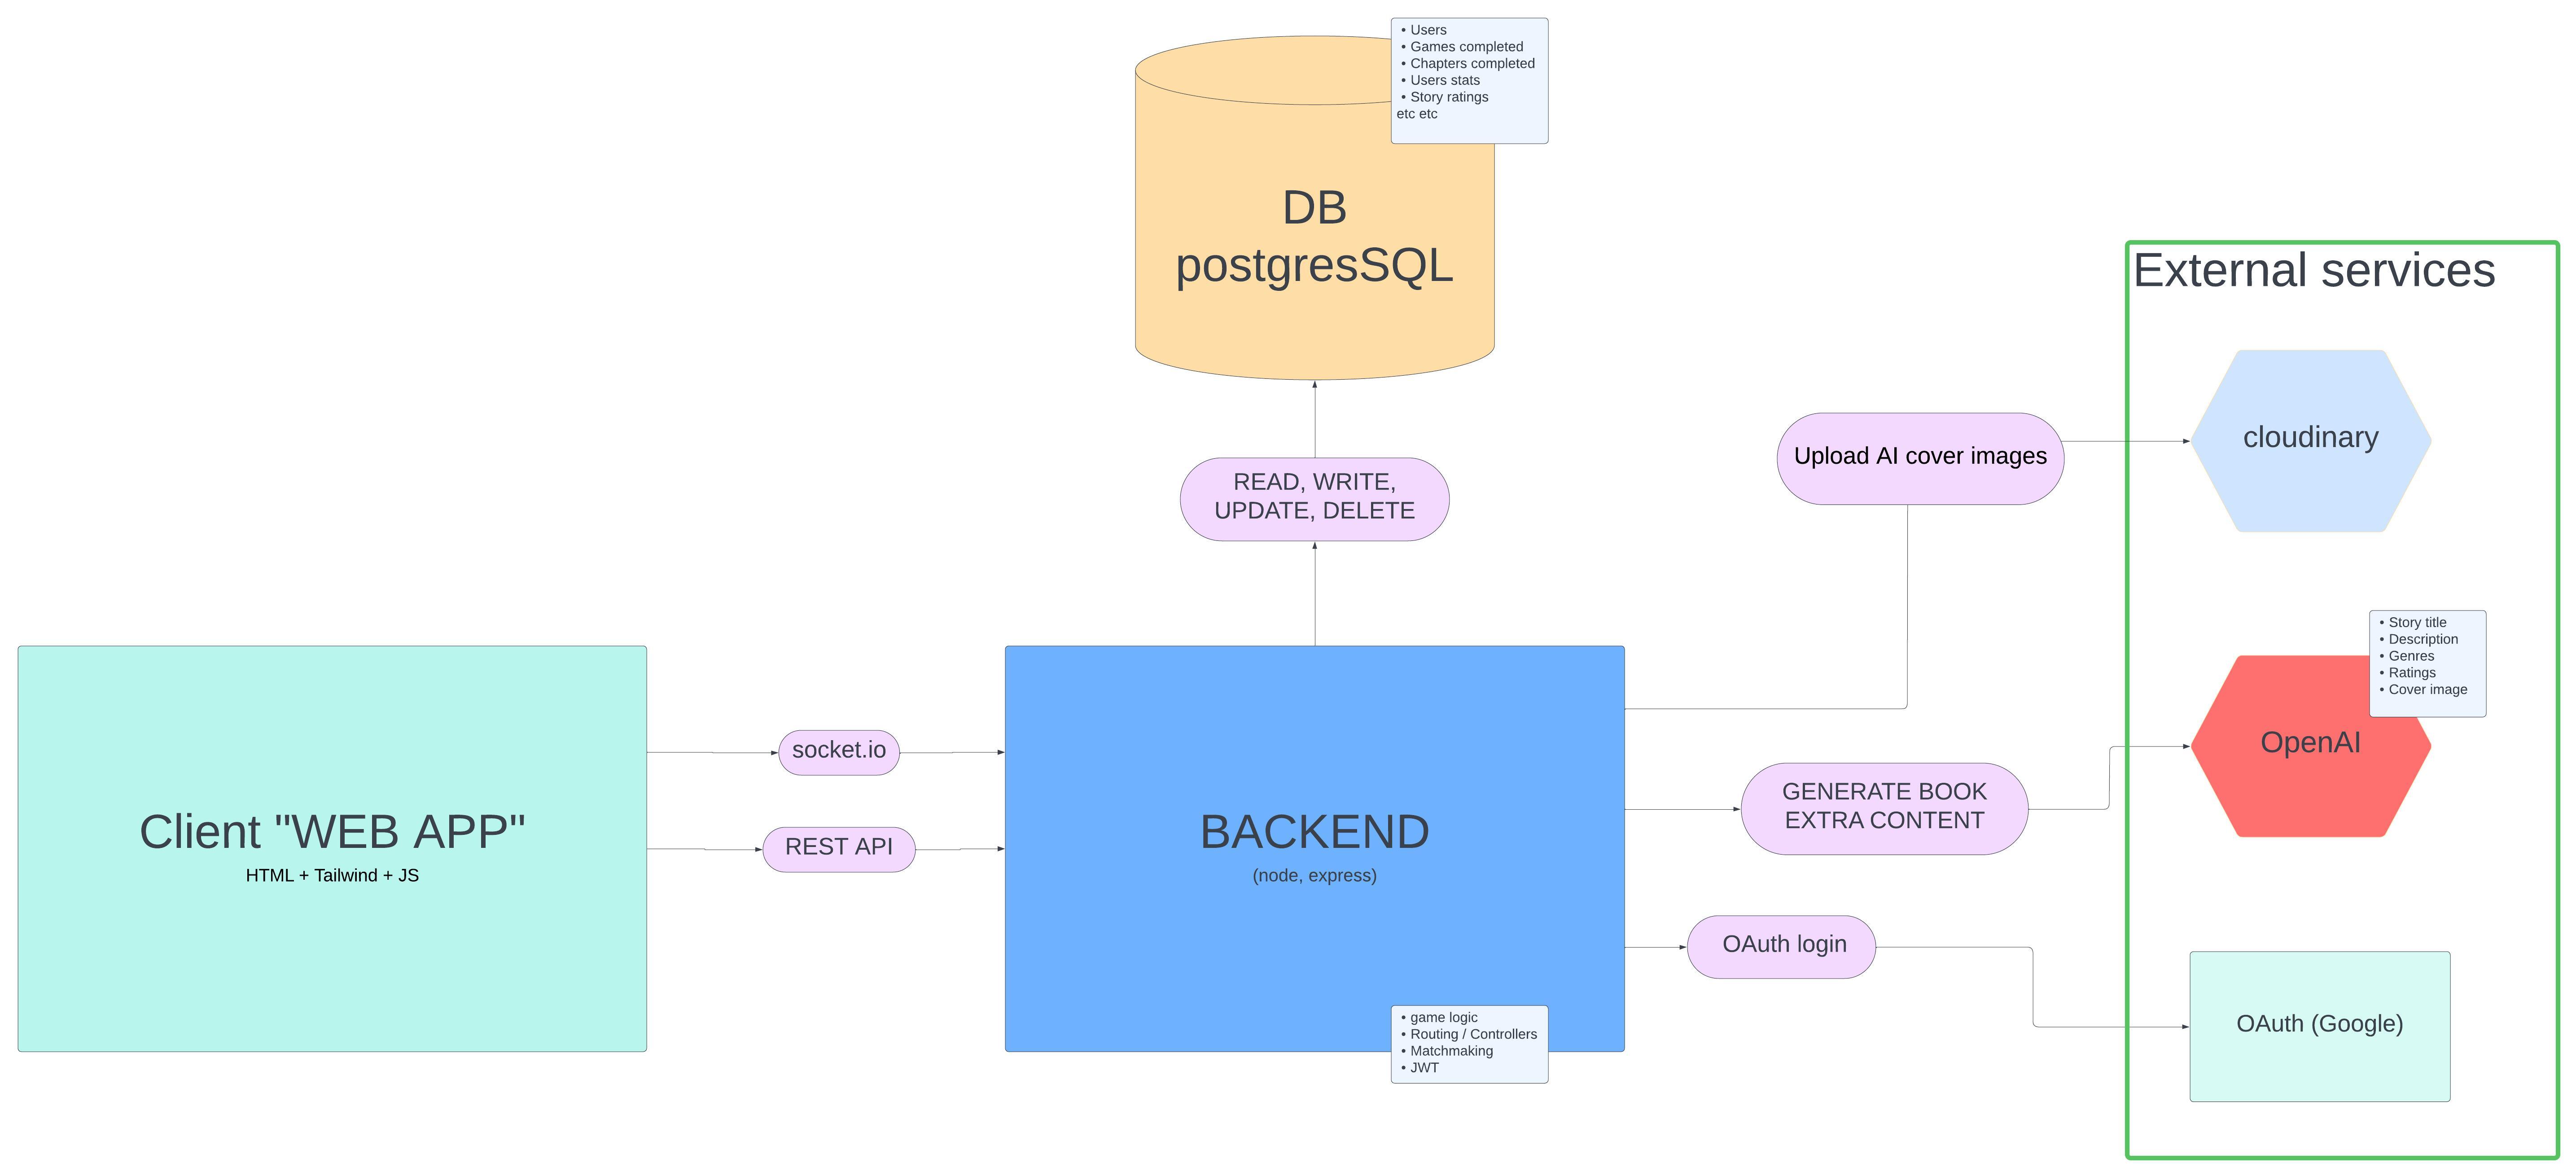 • Users
• Games completed
• Chapters completed
• Users stats
• Story ratings
etc etc
DB
postgresSQL
External services
cloudinary
Upload AI cover images
READ, WRITE,
UPDATE, DELETE
• Story title
• Description
• Genres
• Ratings
• Cover image
OpenAI
socket.io
GENERATE BOOK
EXTRA CONTENT
Client "WEB APP"
HTML + Tailwind + JS
REST API
BACKEND
(node, express)
OAuth login
OAuth (Google)
• game logic
• Routing / Controllers
• Matchmaking
• JWT